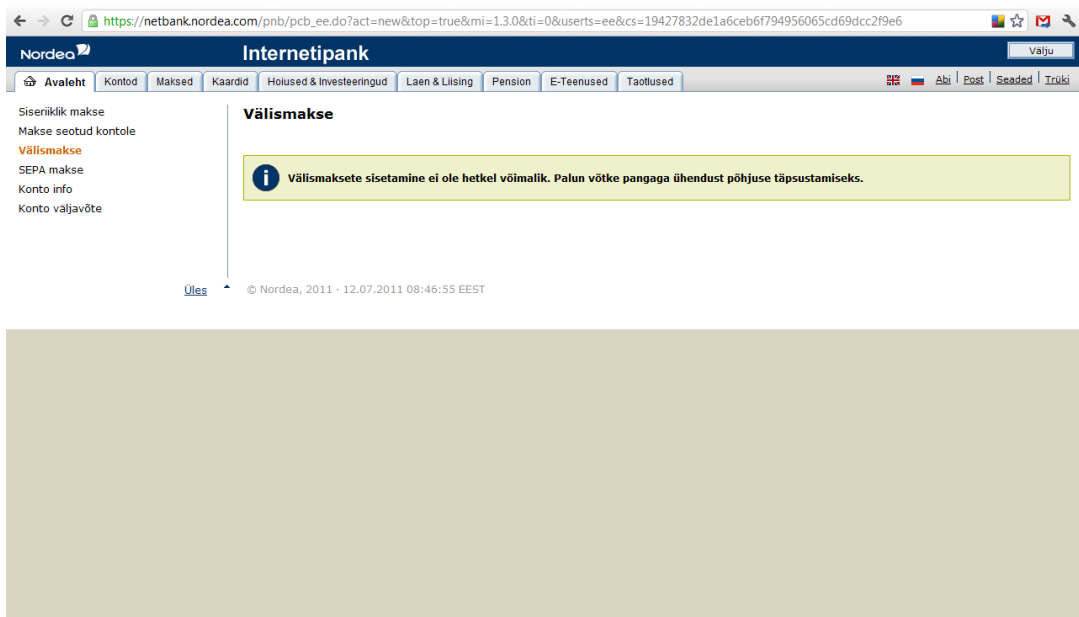 https://netbank.nordea.com/pnb/pcb_ee.do?act=new&top=true&mi=1.3.0&ti=0&userts=ee&cs=19427832de1a6ceb6f794956065cd69dcc2f9e6
Nordea Internetipank Välju
Avaleht Kontod Maksed Kaardid Hoiused & Investeeringud Laen & Liising Pension E-Teenused Taotlused Abi Post Seaded Trüki
Siseriiklik makse
Makse seotud kontole
Välismakse
SEPA makse
Konto info
Konto väljavõte
Välismakse
Välismaksete sisetamine ei ole hetkel võimalik. Palun võtke pangaga ühendust põhjuse täpsustamiseks.
Üles
© Nordea, 2011 · 12.07.2011 08:46:55 EEST